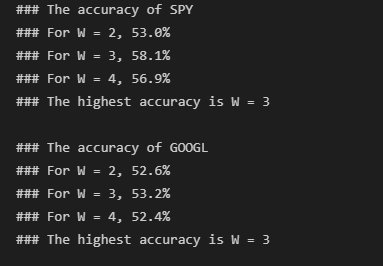 ### The accuracy of SPY
### For W = 2, 53.0%
### For W = 3, 58.1%
### For W = 4, 56.9%
### The highest accuracy is W = 3
### The accuracy of GOOGL
### For W = 2, 52.6%
### For W = 3, 53.2%
### For W = 4, 52.4%
### The highest accuracy is W = 3